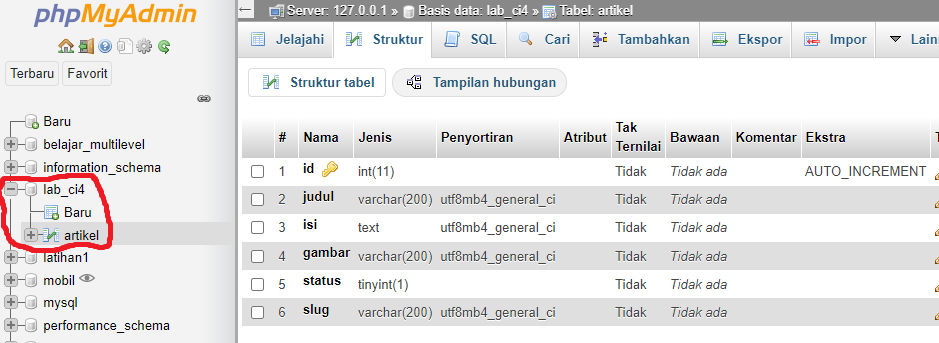 phpMyAdmin
Terbaru Favorit
Baru
belajar_multilevel
information_schema
lab_ci4
Baru
artikel
latihan1
mobil
mysql
performance_schema
Server: 127.0.0.1 » Basis data: lab_ci4 » Tabel: artikel
Jelajahi Struktur SQL Cari Tambahkan Ekspor Impor
Struktur tabel Tampilan hubungan
# Nama Jenis Penyortiran Atribut Tak Ternilai Bawaan Komentar Ekstra
1 id int(11) Tidak Tidak ada AUTO_INCREMENT
2 judul varchar(200) utf8mb4_general_ci Tidak Tidak ada
3 isi text utf8mb4_general_ci Tidak Tidak ada
4 gambar varchar(200) utf8mb4_general_ci Tidak Tidak ada
5 status tinyint(1) Tidak Tidak ada
6 slug varchar(200) utf8mb4_general_ci Tidak Tidak ada